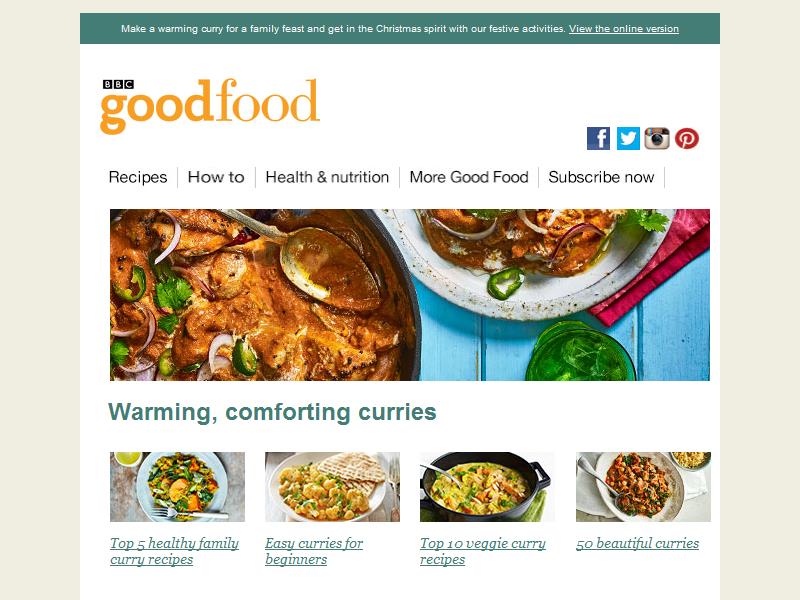 Make a warming curry for a family feast and get in the Christmas spirit with our festive activities. View the online version
BBC
goodfood
Recipes How to Health & nutrition More Good Food Subscribe now
Warming, comforting curries
Top 5 healthy family curry recipes
Easy curries for beginners
Top 10 veggie curry recipes
50 beautiful curries